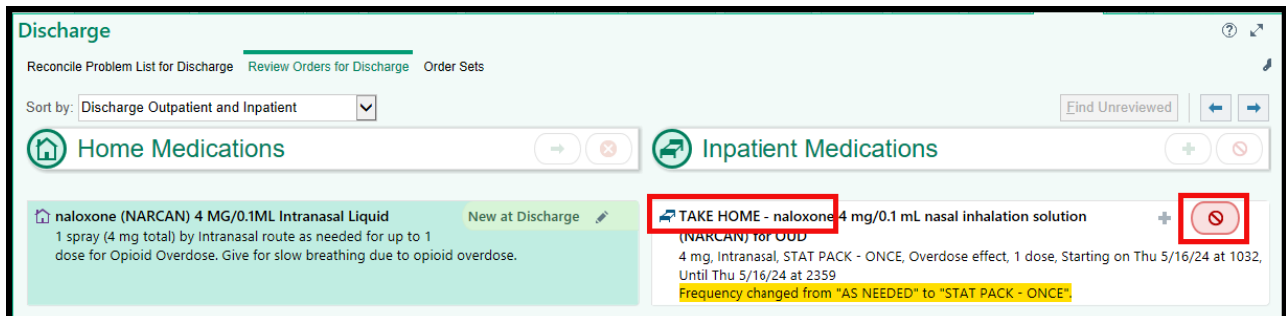 Discharge
Reconcile Problem List for Discharge Review Orders for Discharge Order Sets
Sort by: Discharge Outpatient and Inpatient Find Unreviewed
Home Medications
Inpatient Medications
naloxone (NARCAN) 4 MG/0.1ML Intranasal Liquid New at Discharge
1 spray (4 mg total) by Intranasal route as needed for up to 1
dose for Opioid Overdose. Give for slow breathing due to opioid overdose.
TAKE HOME - naloxone 4 mg/0.1 mL nasal inhalation solution
(NARCAN) for OUD
4 mg, Intranasal, STAT PACK - ONCE, Overdose effect, 1 dose, Starting on Thu 5/16/24 at 1032,
Until Thu 5/16/24 at 2359
Frequency changed from "AS NEEDED" to "STAT PACK - ONCE".